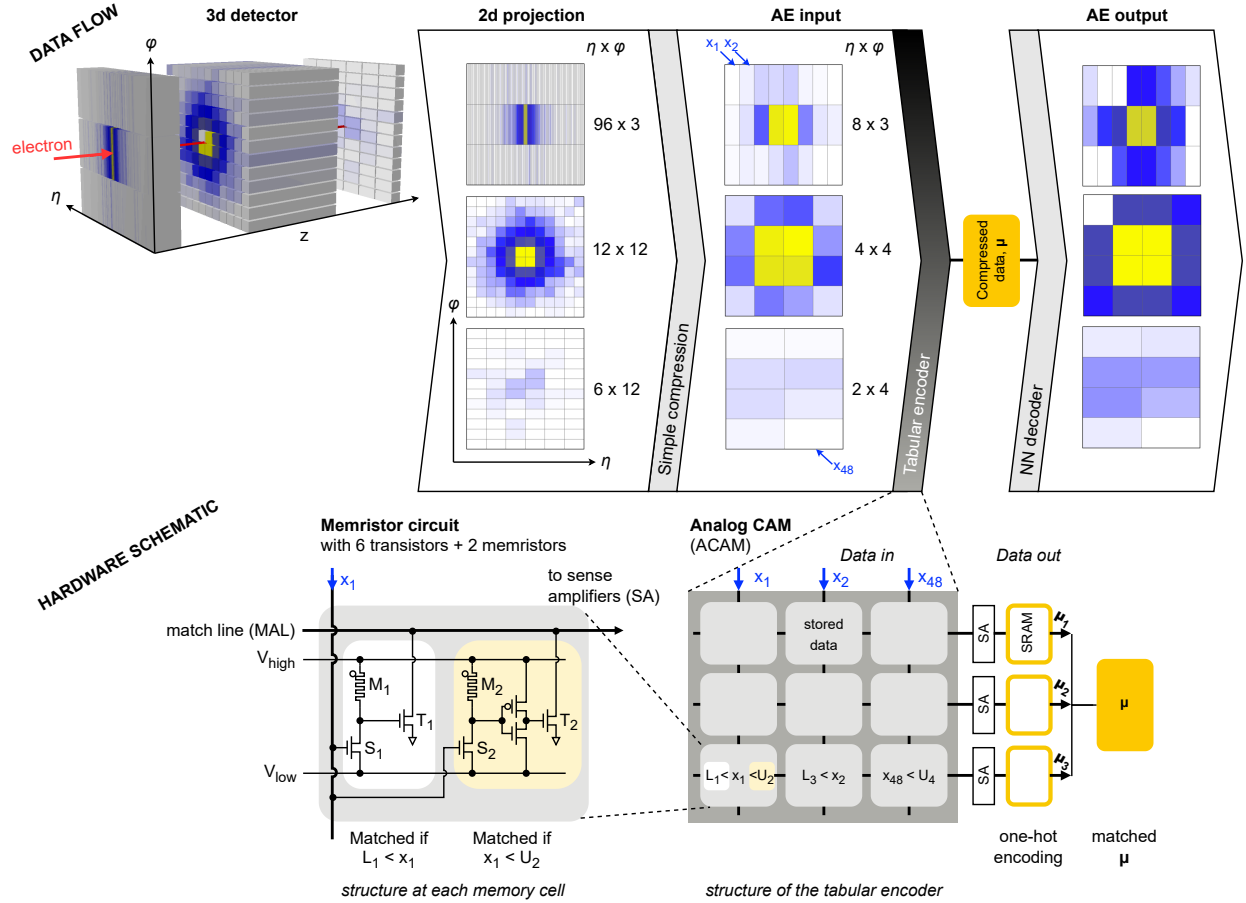 DATA FLOW
3d detector
2d projection
AE input
AE output
φ
electron
η
z
η x φ
96 x 3
12 x 12
6 x 12
φ
η
Simple compression
x1 x2
η x φ
8 x 3
4 x 4
2 x 4
x48
Tabular encoder
Compressed
data, μ
NN decoder
HARDWARE SCHEMATIC
Memristor circuit
with 6 transistors + 2 memristors
x1
to sense
amplifiers (SA)
match line (MAL)
Vhigh
M1
M2
T1
T2
S1
S2
Vlow
Matched if
L1 < x1
Matched if
x1 < U2
structure at each memory cell
Analog CAM
(ACAM)
Data in
Data out
x1
x2
x48
stored
data
SA
SRAM
μ1
SA
μ2
μ
L1 < x1 <U2
L3 < x2
x48 < U4
SA
μ3
one-hot
encoding
matched
μ
structure of the tabular encoder